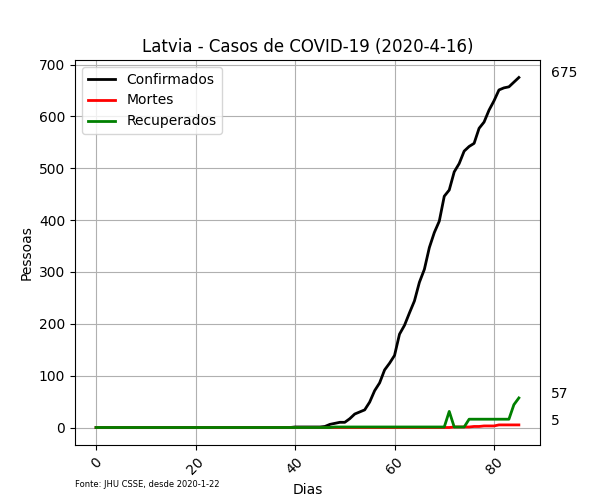 Latvia - Casos de COVID-19 (2020-4-16)
Confirmados
Mortes
Recuperados
Pessoas
700
600
500
400
300
200
100
0
675
57
5
0
20
40
60
80
Dias
Fonte: JHU CSSE, desde 2020-1-22